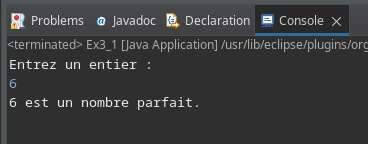 Problems Javadoc Declaration Console
<terminated> Ex3_1 [Java Application] /usr/lib/eclipse/plugins/org
Entrez un entier :
6
6 est un nombre parfait.